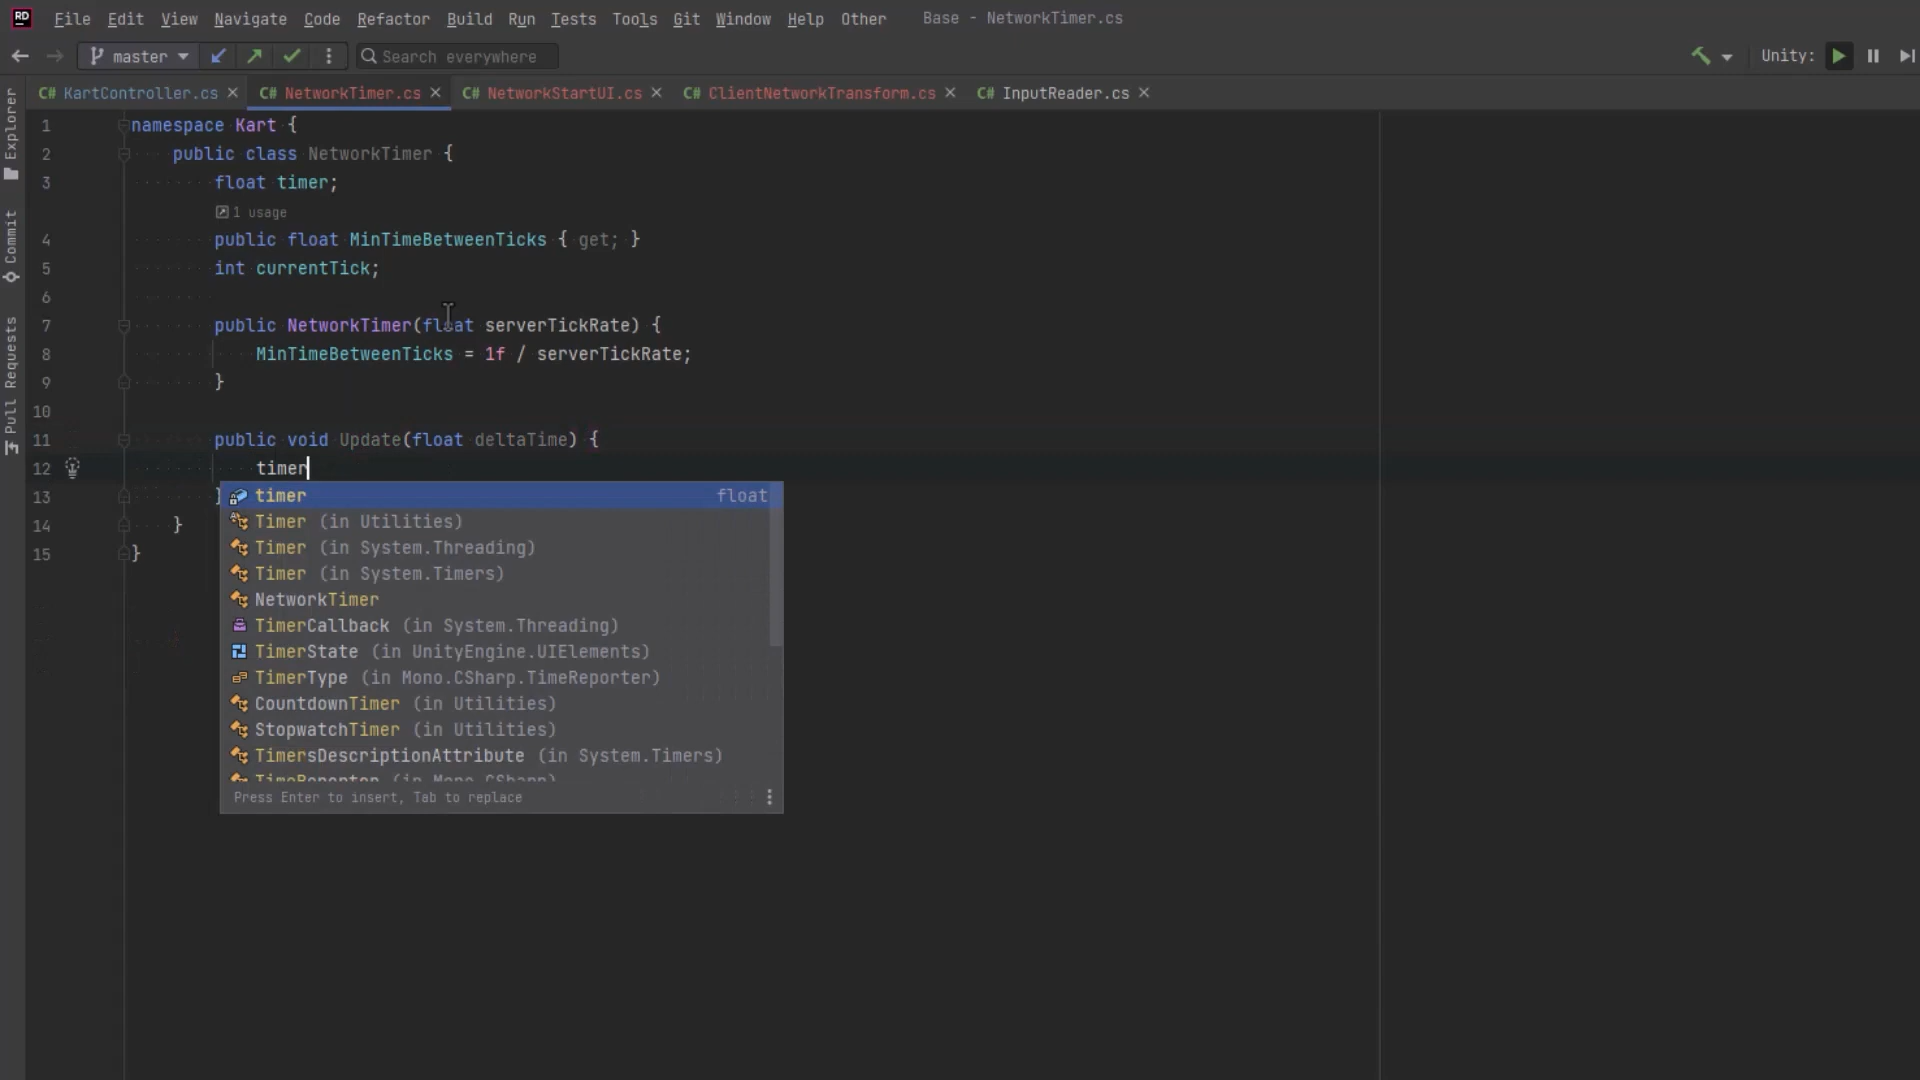 RD File Edit View Navigate Code Refactor Build Run Tests Tools Git Window Help Other Base - NetworkTimer.cs
master Search everywhere Unity:
C# KartController.cs C# NetworkTimer.cs C# NetworkStartUI.cs C# ClientNetworkTransform.cs C# InputReader.cs
Explorer
Commit
Pull Requests
1 namespace Kart {
2 public class NetworkTimer {
3 float timer;
1 usage
4 public float MinTimeBetweenTicks { get; }
5 int currentTick;
6
7 public NetworkTimer(float serverTickRate) {
8 MinTimeBetweenTicks = 1f / serverTickRate;
9 }
10
11 public void Update(float deltaTime) {
12 timer
13 }
14 }
15 }
timer float
Timer (in Utilities)
Timer (in System.Threading)
Timer (in System.Timers)
NetworkTimer
TimerCallback (in System.Threading)
TimerState (in UnityEngine.UIElements)
TimerType (in Mono.CSharp.TimeReporter)
CountdownTimer (in Utilities)
StopwatchTimer (in Utilities)
TimersDescriptionAttribute (in System.Timers)
TimeReporter (in Mono.CSharp)
Press Enter to insert, Tab to replace